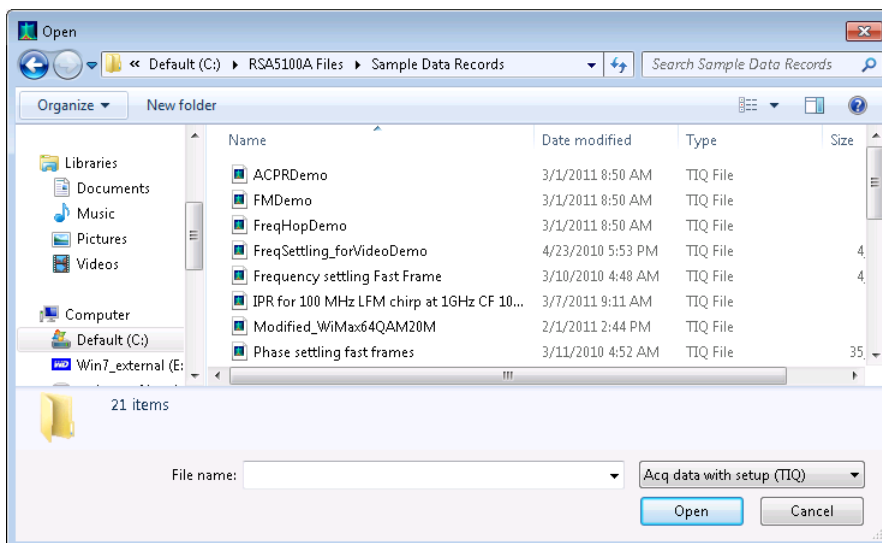 Open
« Default (C:) ▸ RSA5100A Files ▸ Sample Data Records
Search Sample Data Records
Organize
New folder
Name Date modified Type Size
Libraries
Documents
Music
Pictures
Videos
Computer
Default (C:)
Win7_external (E:
ACPRDemo 3/1/2011 8:50 AM TIQ File
FMDemo 3/1/2011 8:50 AM TIQ File
FreqHopDemo 3/1/2011 8:50 AM TIQ File
FreqSettling_forVideoDemo 4/23/2010 5:53 PM TIQ File 4,
Frequency settling Fast Frame 3/10/2010 4:48 AM TIQ File 4,
IPR for 100 MHz LFM chirp at 1GHz CF 10... 3/7/2011 9:11 AM TIQ File
Modified_WiMax64QAM20M 2/1/2011 2:44 PM TIQ File
Phase settling fast frames 3/11/2010 4:52 AM TIQ File 35,
21 items
File name:
Acq data with setup (TIQ)
Open
Cancel